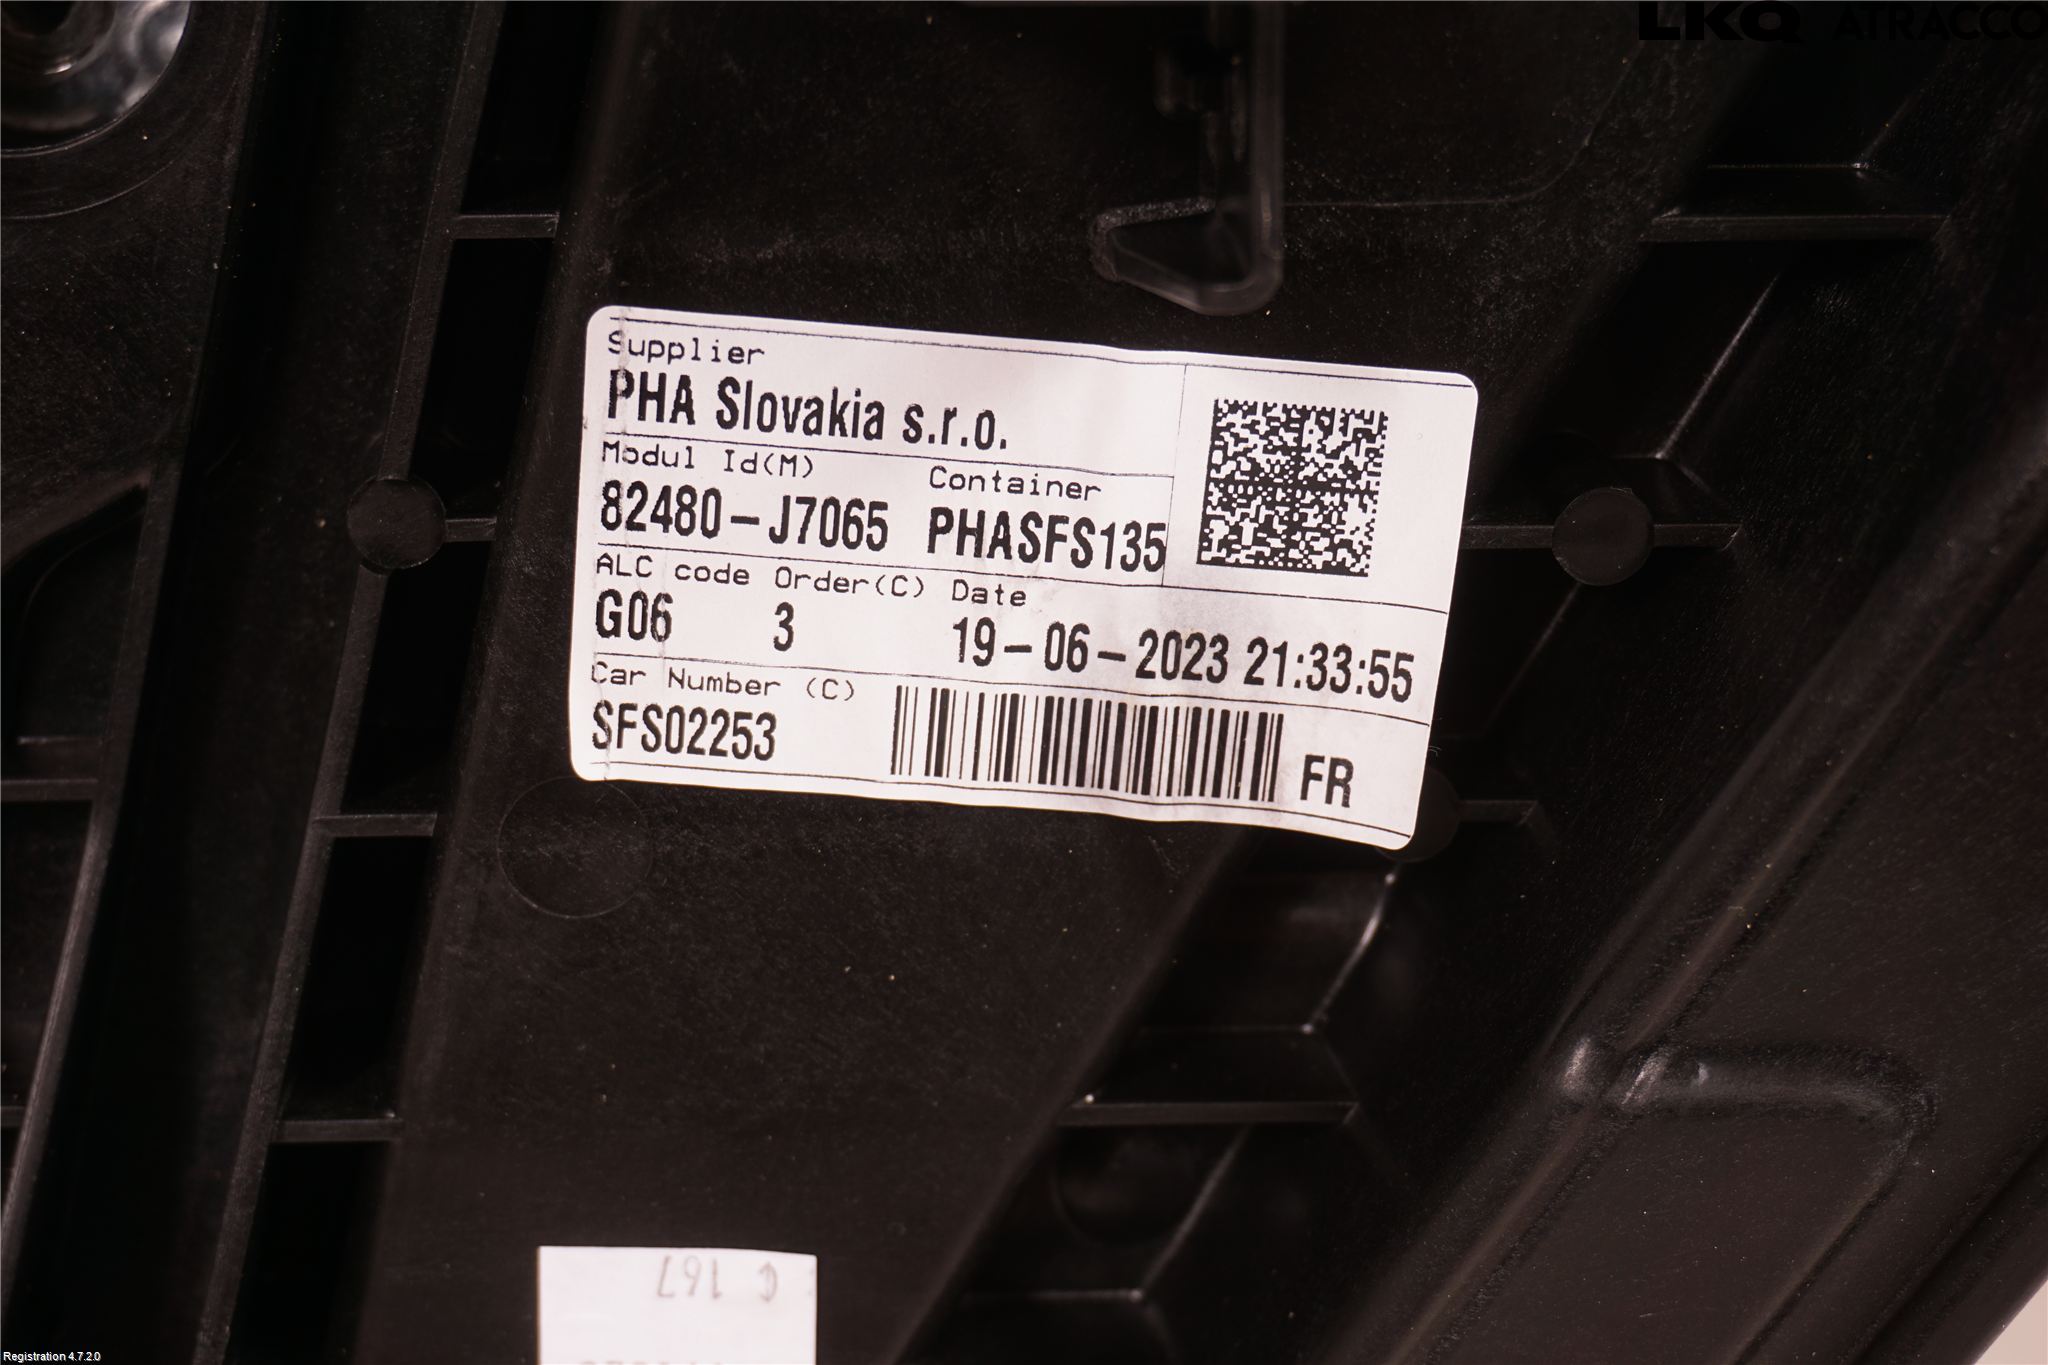 LKQ ATRACCO
Supplier
PHA Slovakia s.r.o.
Modul Id(M) Container
82480-J7065 PHASFS135
ALC code Order(C) Date
G06 3 19-06-2023 21:33:55
Car Number (C)
SFS02253 FR
C 167
Registration 4.7.2.0